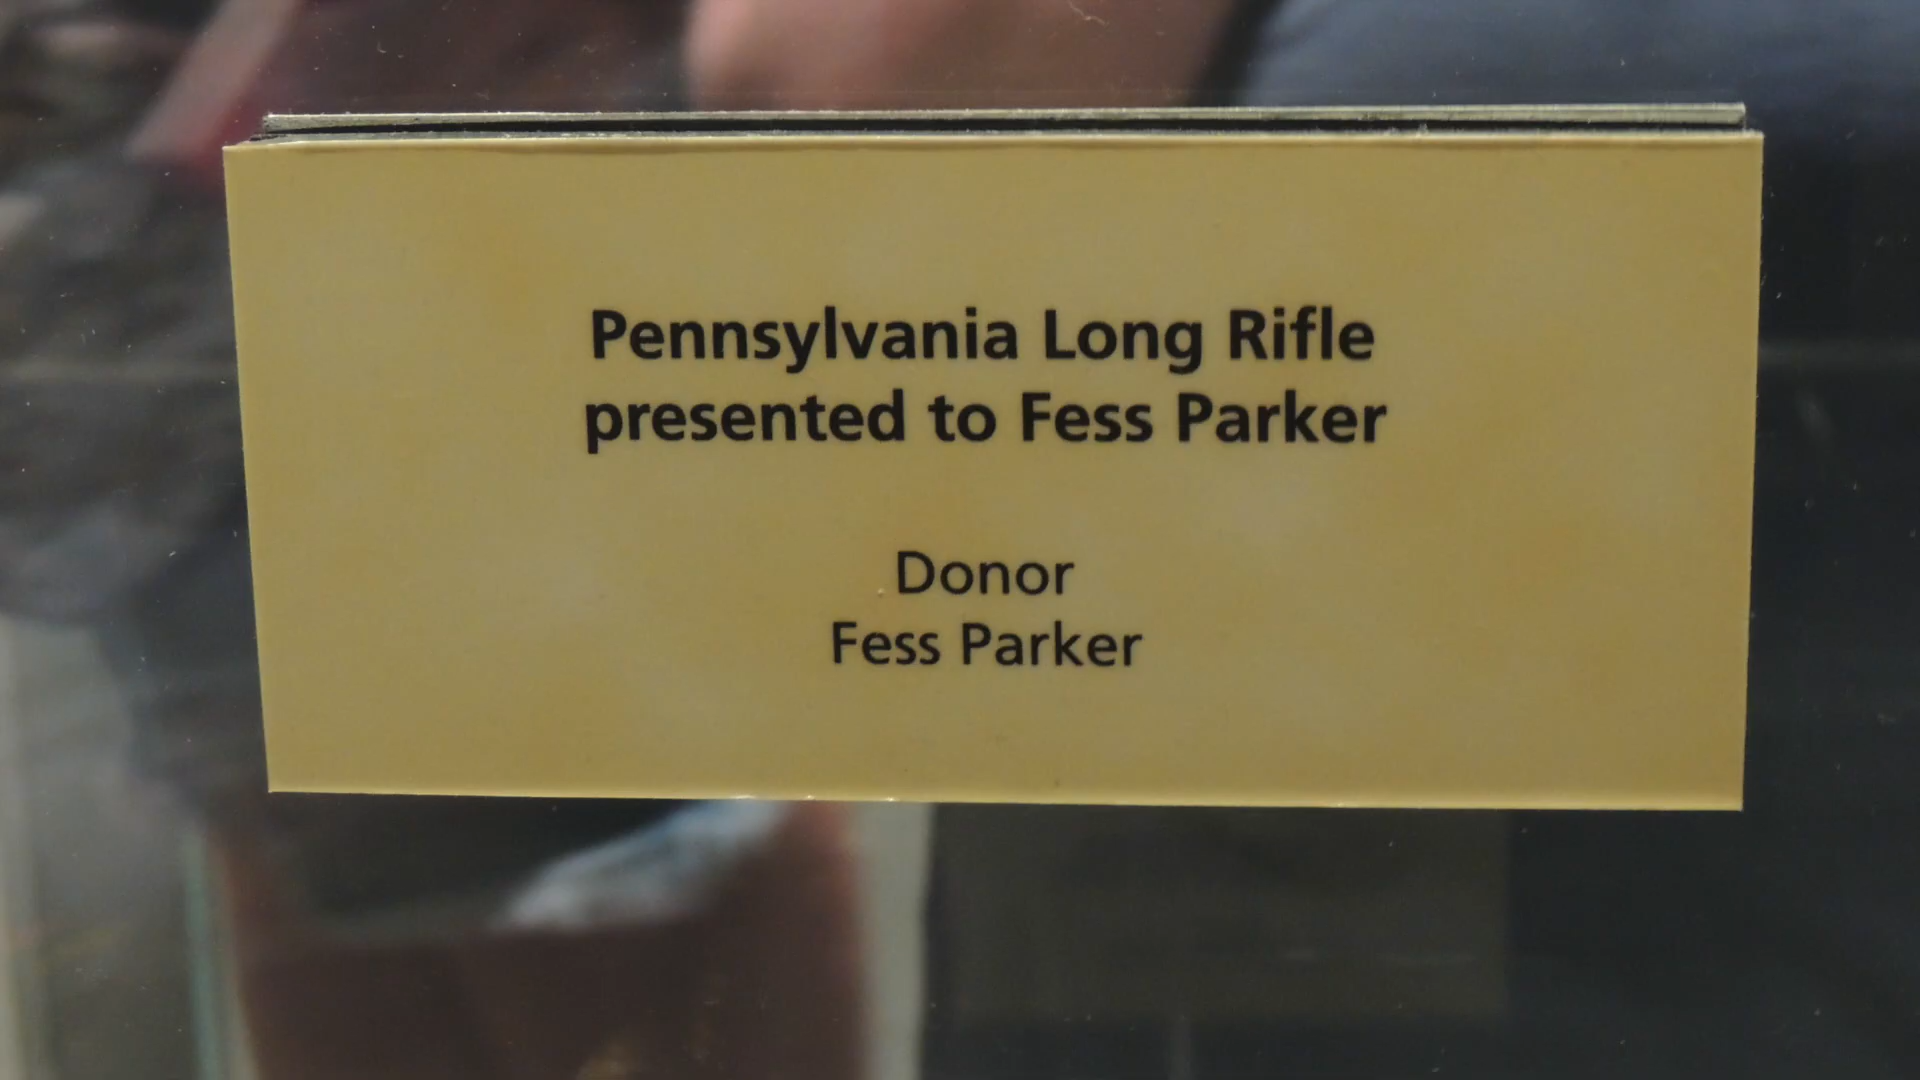 Pennsylvania Long Rifle
presented to Fess Parker
Donor
Fess Parker